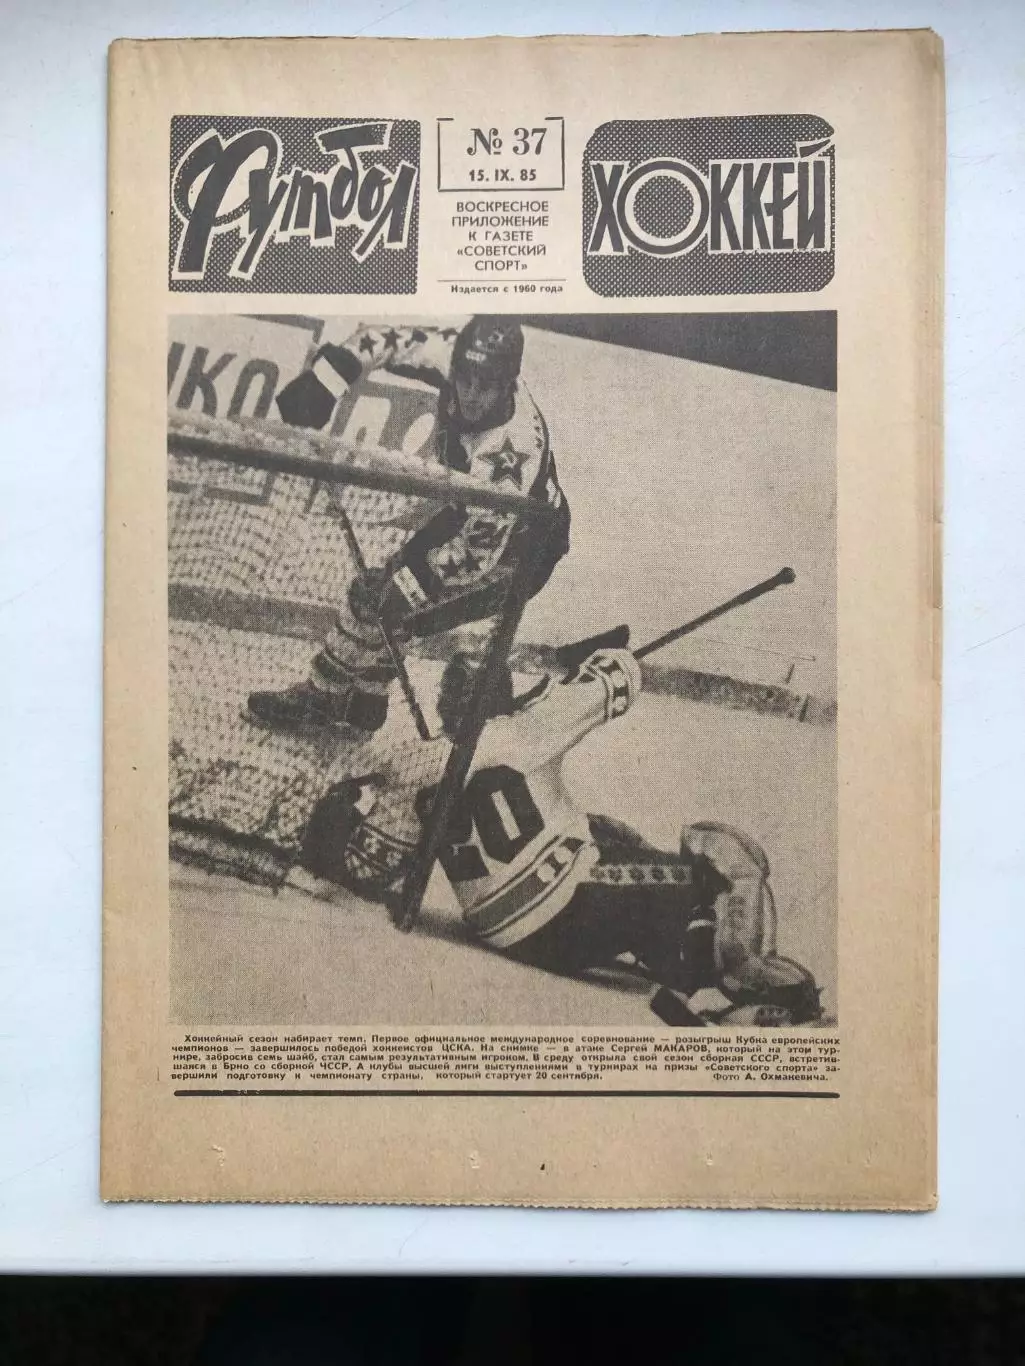 Футбол
№ 37
15. IX. 85
ВОСКРЕСНОЕ
ПРИЛОЖЕНИЕ
К ГАЗЕТЕ
«СОВЕТСКИЙ
СПОРТ»
Издается с 1960 года
ХОККЕЙ
Хоккейный сезон набирает темп. Первое официальное международное соревнование — розыгрыш Кубка европейских
чемпионов — завершилось победой хоккеистов ЦСКА. На снимке — в атаке Сергей МАКАРОВ, который на этом тур-
нире, забросив семь шайб, стал самым результативным игроком. В среду открыла свой сезон сборная СССР, встретив-
шаяся в Брно со сборной ЧССР. А клубы высшей лиги выступлениями в турнирах на призы «Советского спорта» за-
вершили подготовку к чемпионату страны, который стартует 20 сентября.
Фото А. Охманевича.